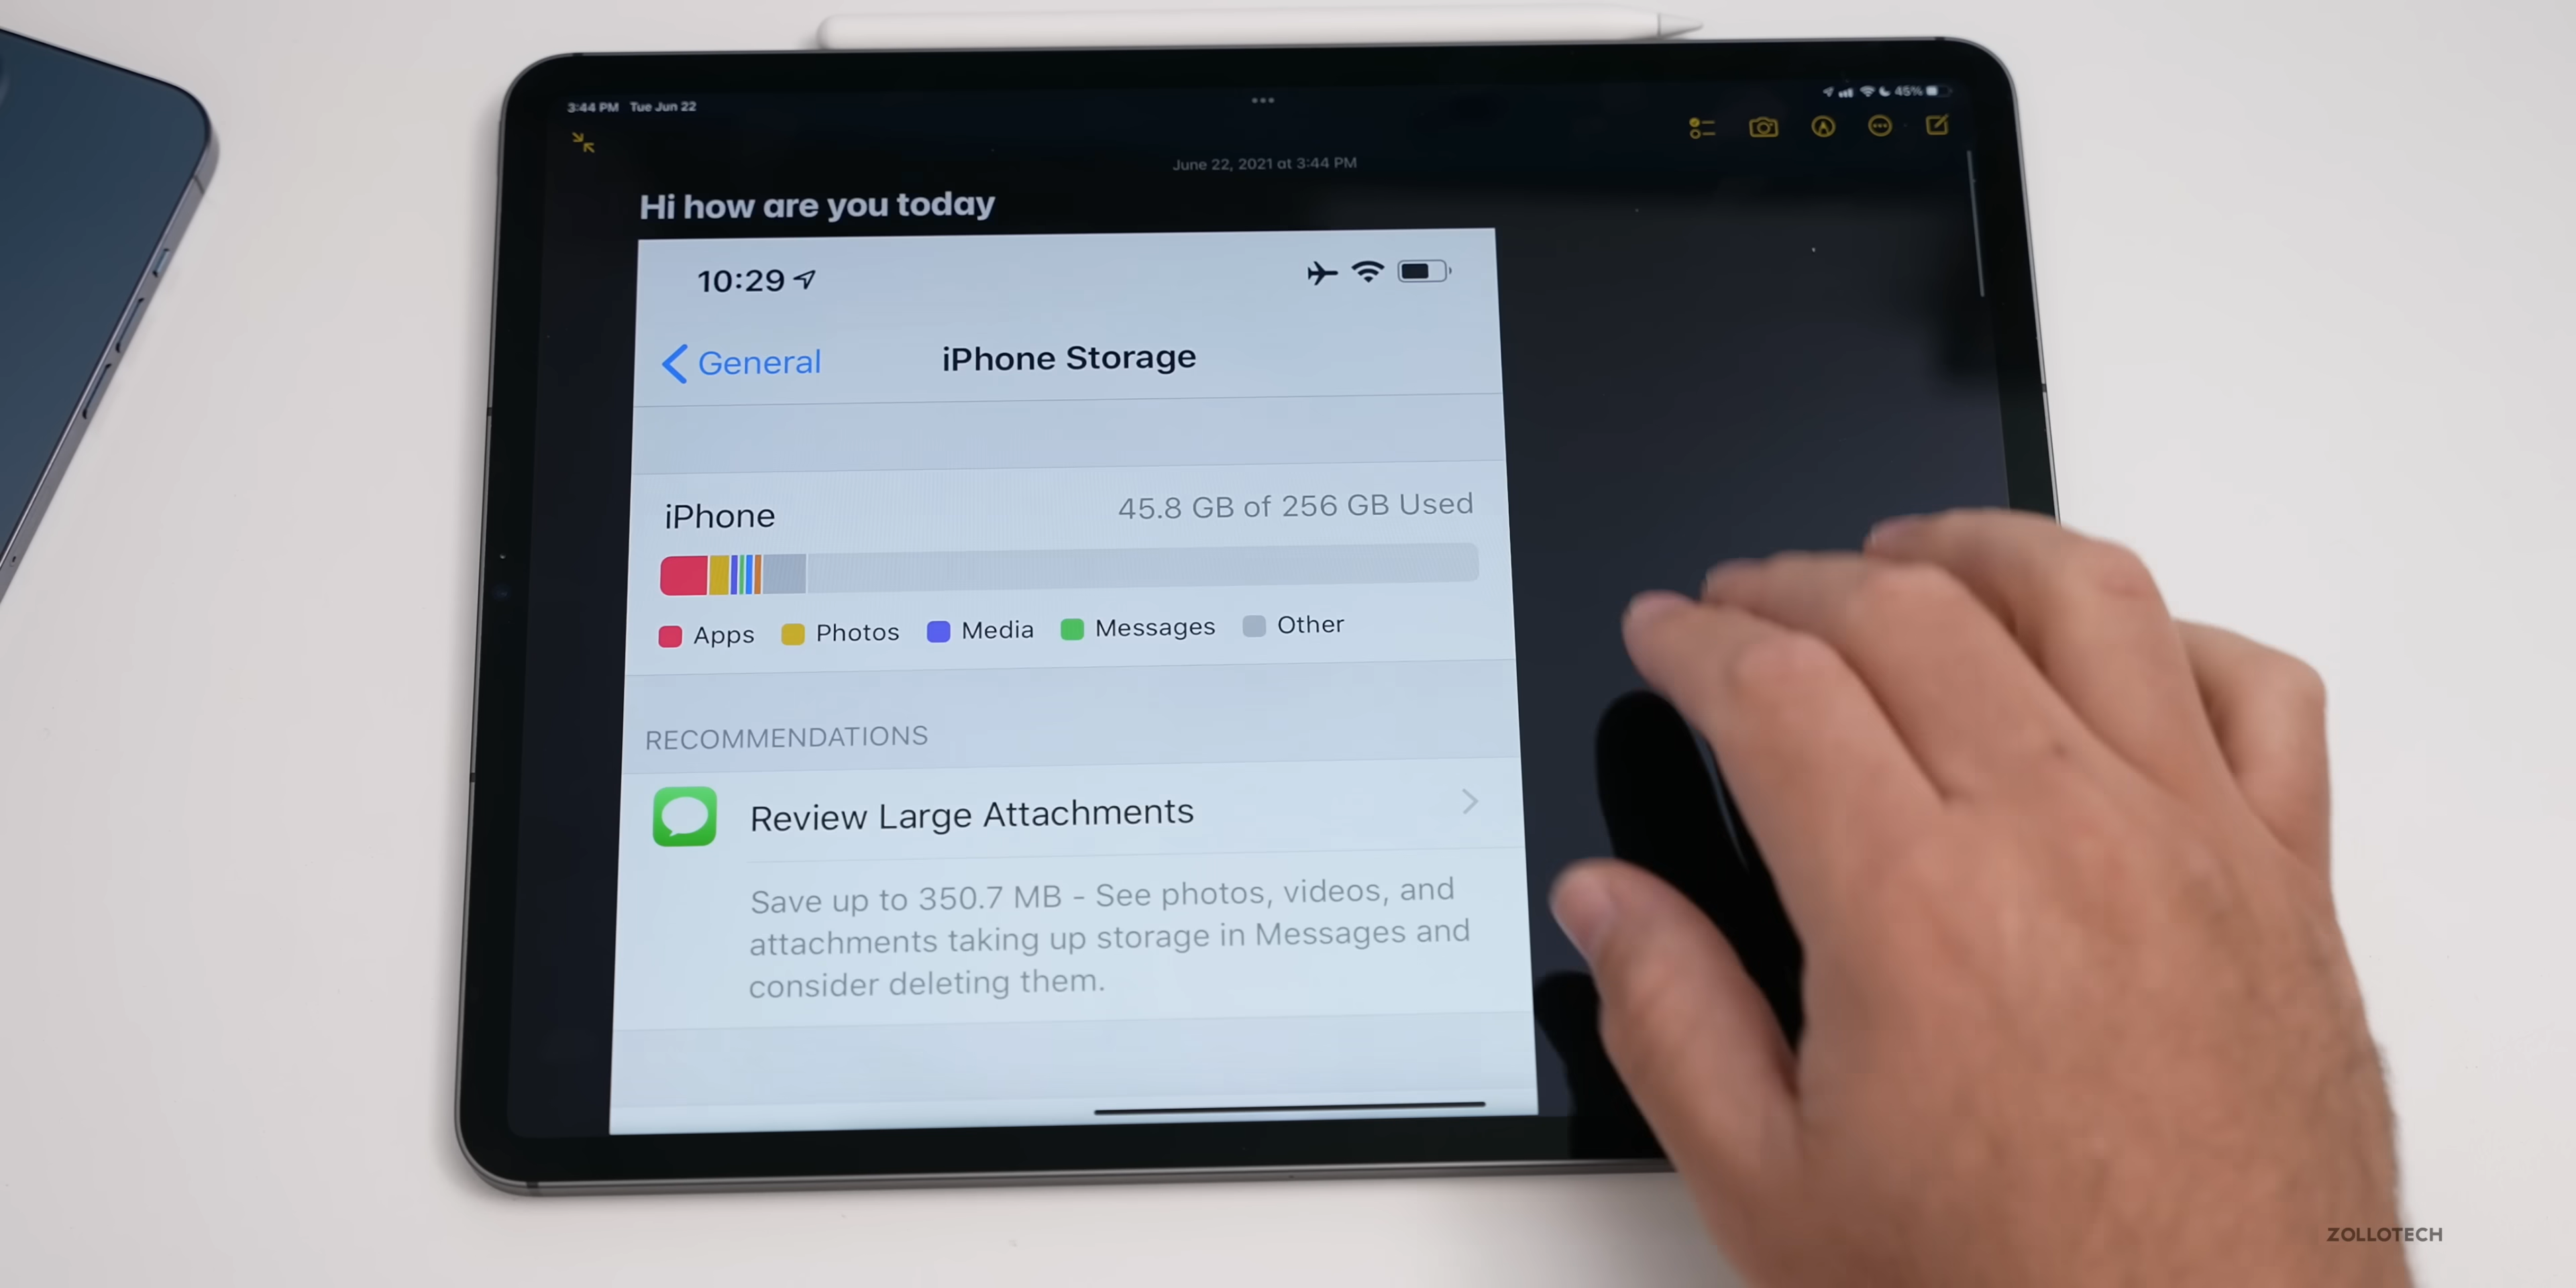 3:44 PM Tue Jun 22
45%
June 22, 2021 at 3:44 PM
Hi how are you today
10:29
General
iPhone Storage
iPhone
45.8 GB of 256 GB Used
Apps Photos Media Messages Other
RECOMMENDATIONS
Review Large Attachments
Save up to 350.7 MB - See photos, videos, and
attachments taking up storage in Messages and
consider deleting them.
ZOLLOTECH